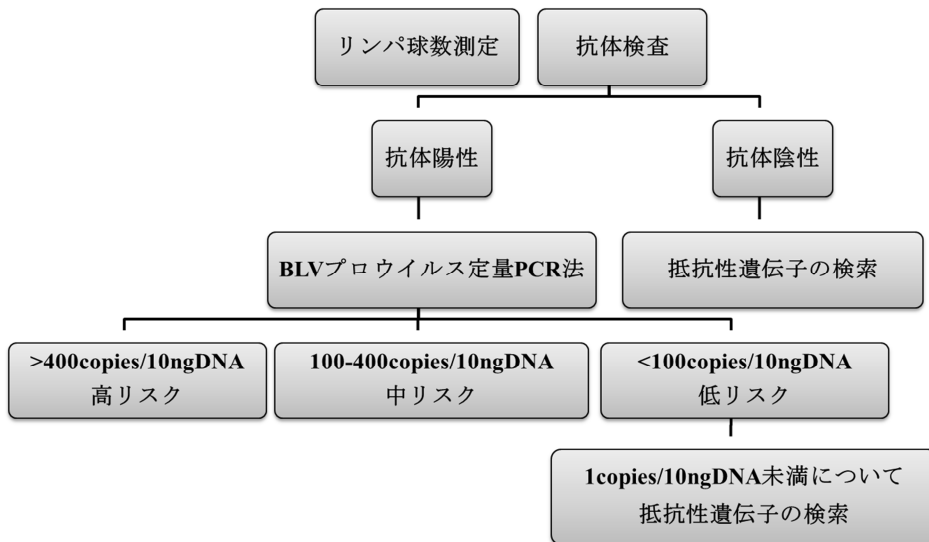 リンパ球数測定
抗体検査
抗体陽性
抗体陰性
BLVプロウイルス定量PCR法
抵抗性遺伝子の検索
>400copies/10ngDNA
高リスク
100-400copies/10ngDNA
中リスク
<100copies/10ngDNA
低リスク
1copies/10ngDNA未満について
抵抗性遺伝子の検索